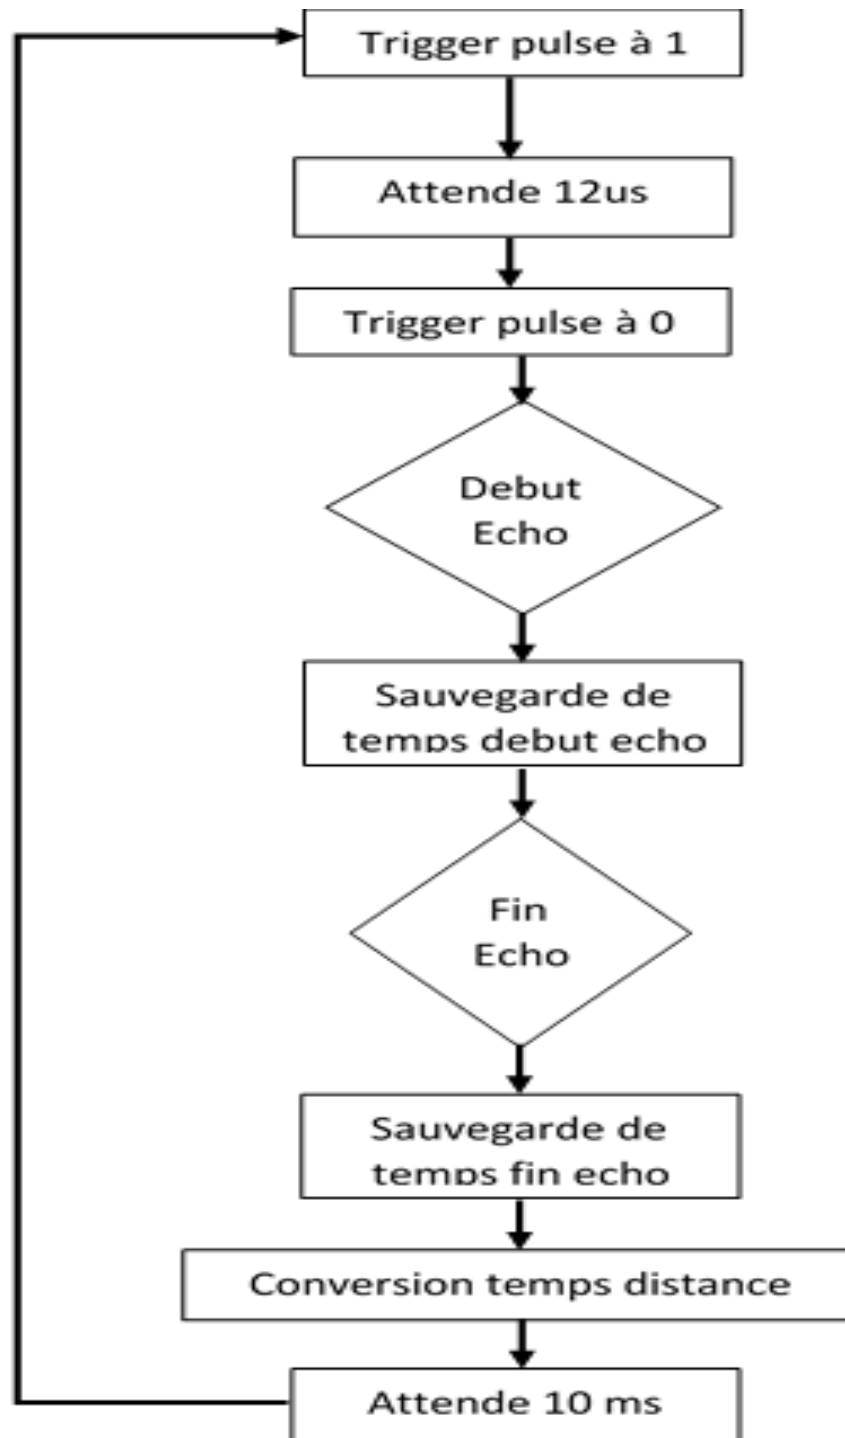 Trigger pulse à 1
Attende 12us
Trigger pulse à 0
Debut
Echo
Sauvegarde de
temps debut echo
Fin
Echo
Sauvegarde de
temps fin echo
Conversion temps distance
Attende 10 ms